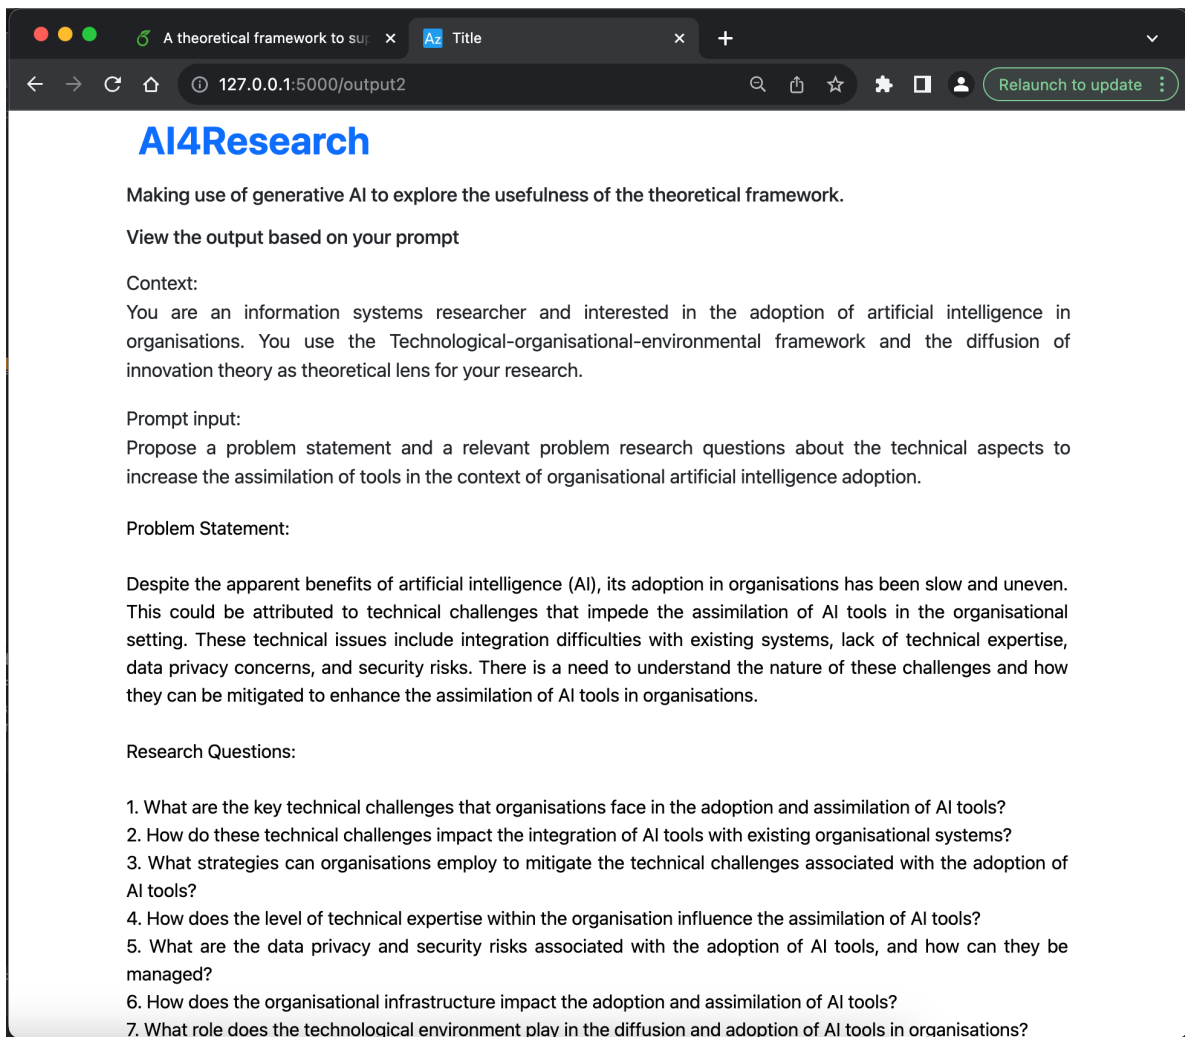 A theoretical framework to sup
Az Title
127.0.0.1:5000/output2
Relaunch to update
AI4Research
Making use of generative AI to explore the usefulness of the theoretical framework.
View the output based on your prompt
Context:
You are an information systems researcher and interested in the adoption of artificial intelligence in
organisations. You use the Technological-organisational-environmental framework and the diffusion of
innovation theory as theoretical lens for your research.
Prompt input:
Propose a problem statement and a relevant problem research questions about the technical aspects to
increase the assimilation of tools in the context of organisational artificial intelligence adoption.
Problem Statement:
Despite the apparent benefits of artificial intelligence (AI), its adoption in organisations has been slow and uneven.
This could be attributed to technical challenges that impede the assimilation of AI tools in the organisational
setting. These technical issues include integration difficulties with existing systems, lack of technical expertise,
data privacy concerns, and security risks. There is a need to understand the nature of these challenges and how
they can be mitigated to enhance the assimilation of AI tools in organisations.
Research Questions:
1. What are the key technical challenges that organisations face in the adoption and assimilation of AI tools?
2. How do these technical challenges impact the integration of AI tools with existing organisational systems?
3. What strategies can organisations employ to mitigate the technical challenges associated with the adoption of
AI tools?
4. How does the level of technical expertise within the organisation influence the assimilation of AI tools?
5. What are the data privacy and security risks associated with the adoption of AI tools, and how can they be
managed?
6. How does the organisational infrastructure impact the adoption and assimilation of AI tools?
7. What role does the technological environment play in the diffusion and adoption of AI tools in organisations?